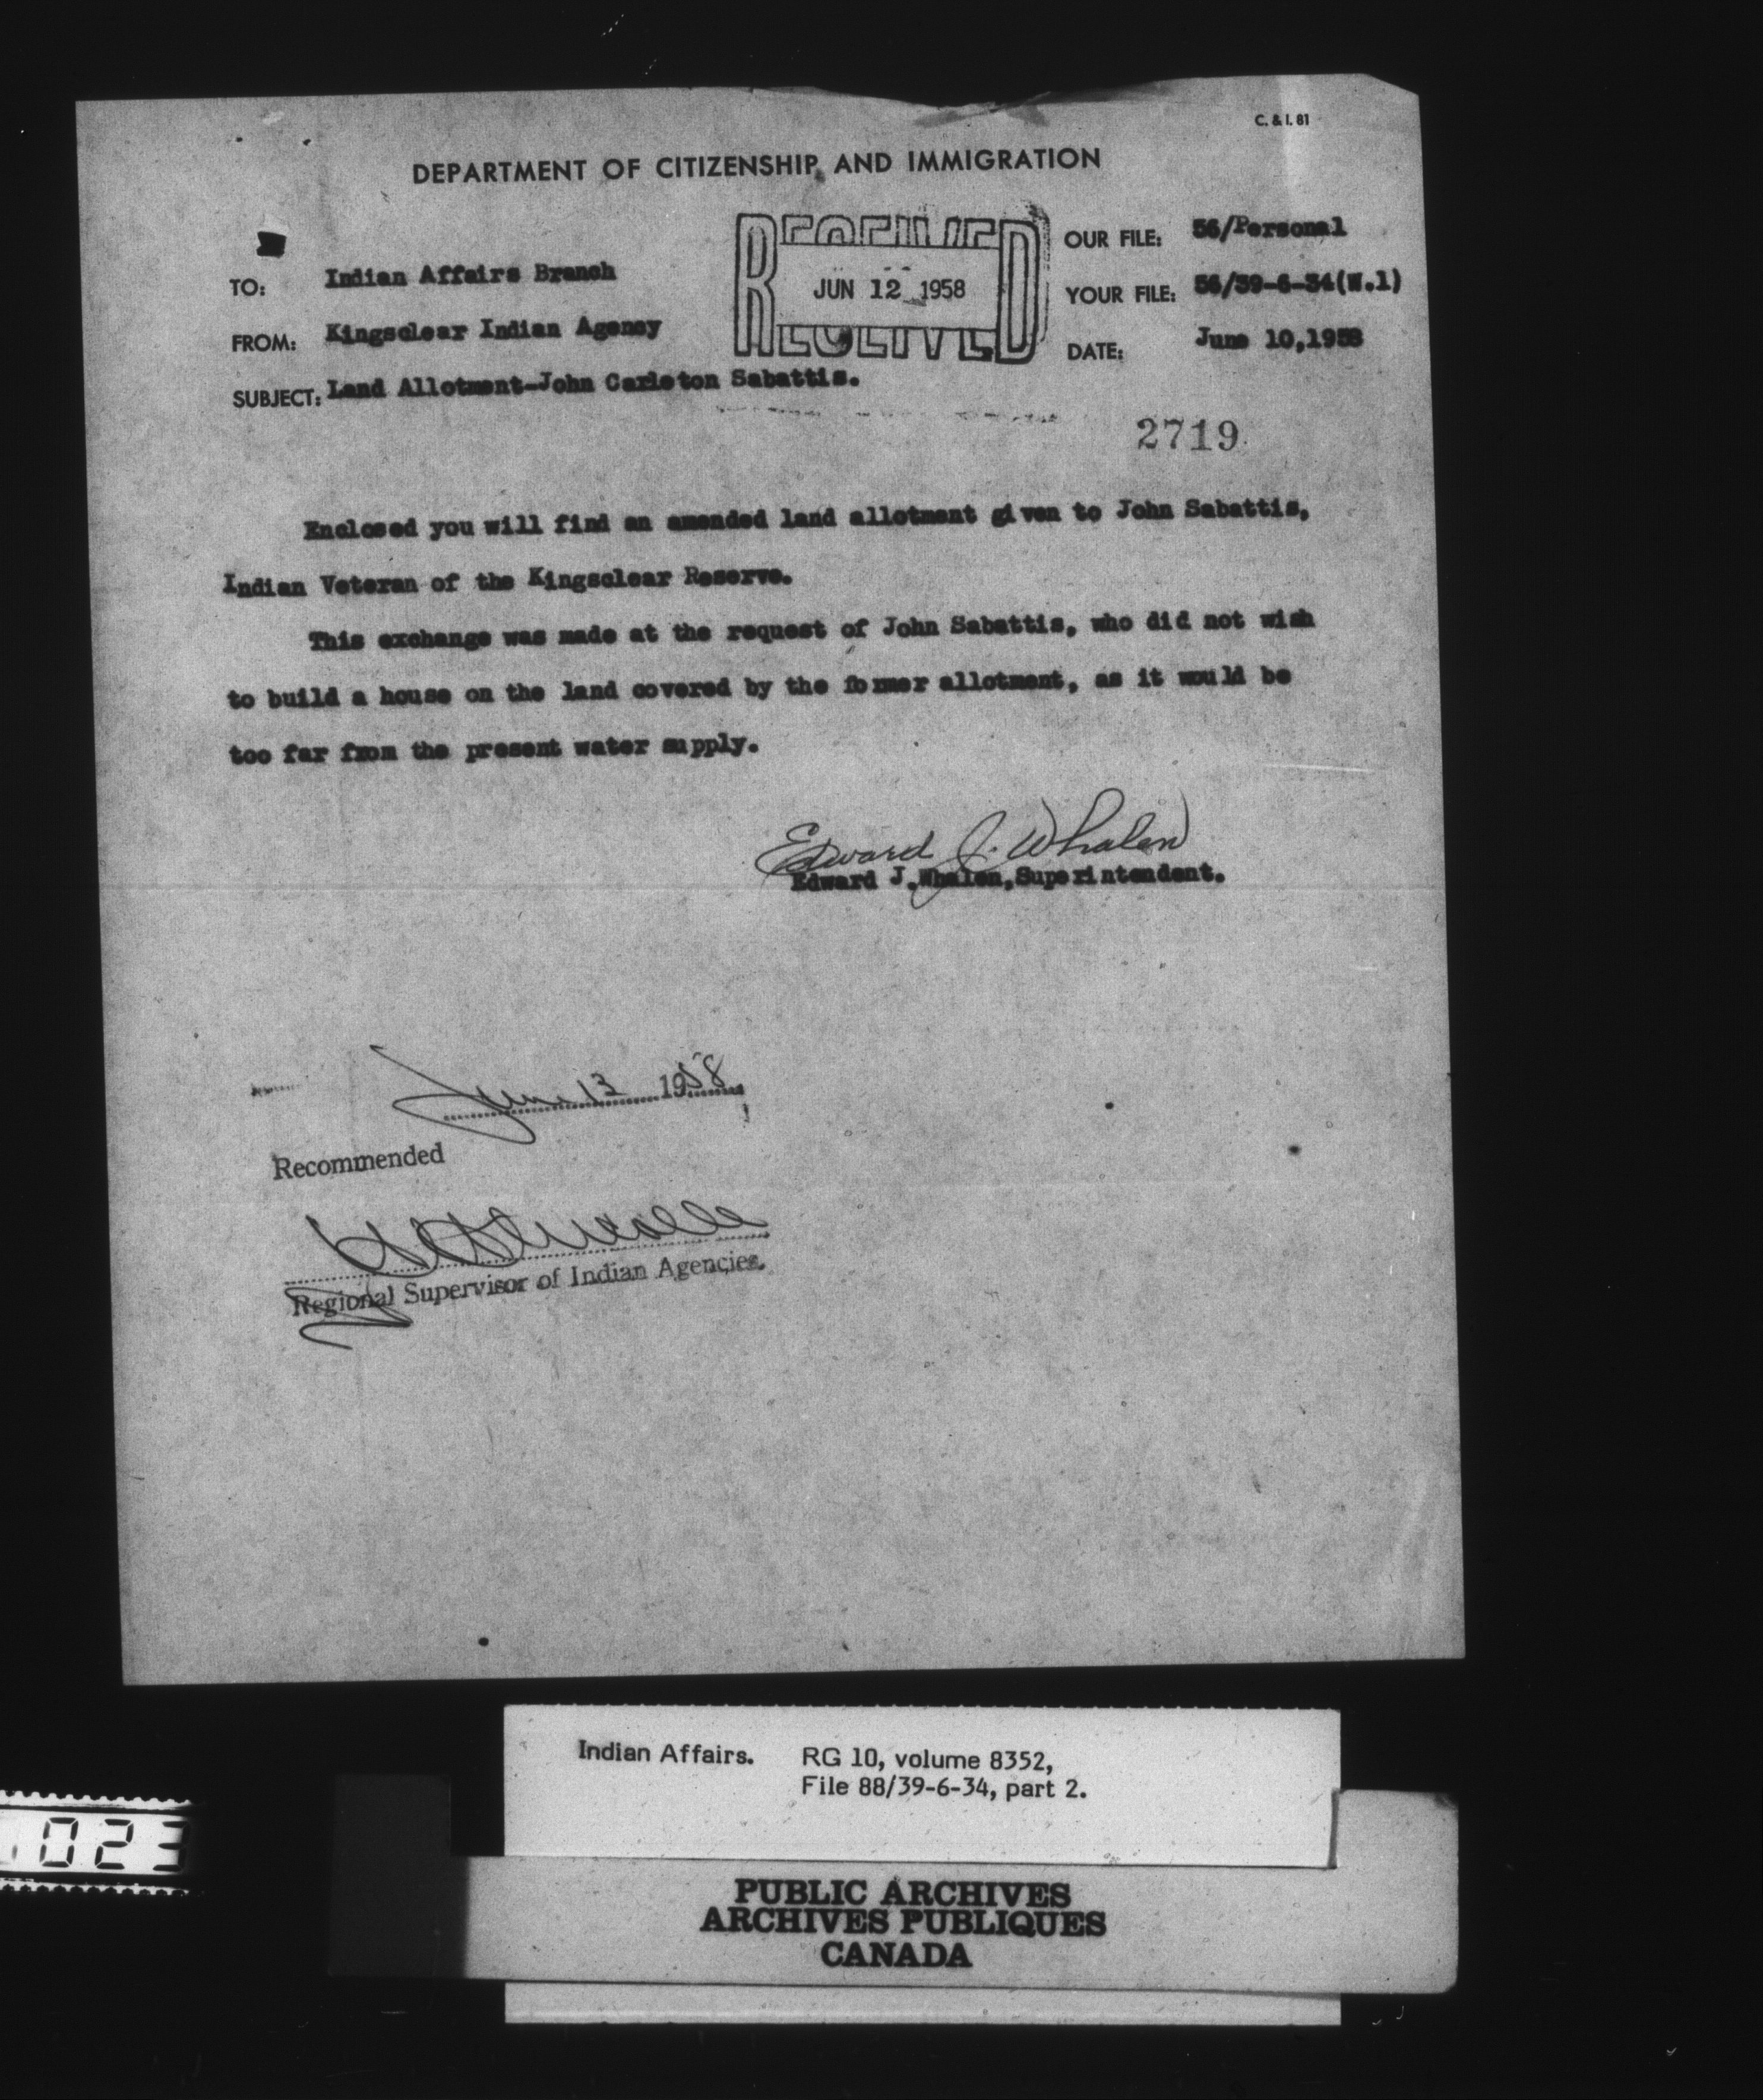 C. & I. 81
DEPARTMENT OF CITIZENSHIP AND IMMIGRATION
RECEIVED
JUN 12 1958
RECEIVED
OUR FILE: 56/Personal
TO: Indian Affairs Branch
YOUR FILE: 56/39-6-34(W.1)
FROM: Kingsclear Indian Agency
DATE: June 10,1958
SUBJECT: Land Allotment-John Carleton Sabattis.
2719
Enclosed you will find an amended land allotment given to John Sabattis,
Indian Veteran of the Kingsclear Reserve.
This exchange was made at the request of John Sabattis, who did not wish
to build a house on the land covered by the former allotment, as it would be
too far from the present water supply.
Edward J. Whalen
Edward J.Whalen,Superintendent.
June 13 1958
Recommended
Regional Supervisor of Indian Agencies.
Indian Affairs. RG 10, volume 8352,
File 88/39-6-34, part 2.
023
PUBLIC ARCHIVES
ARCHIVES PUBLIQUES
CANADA